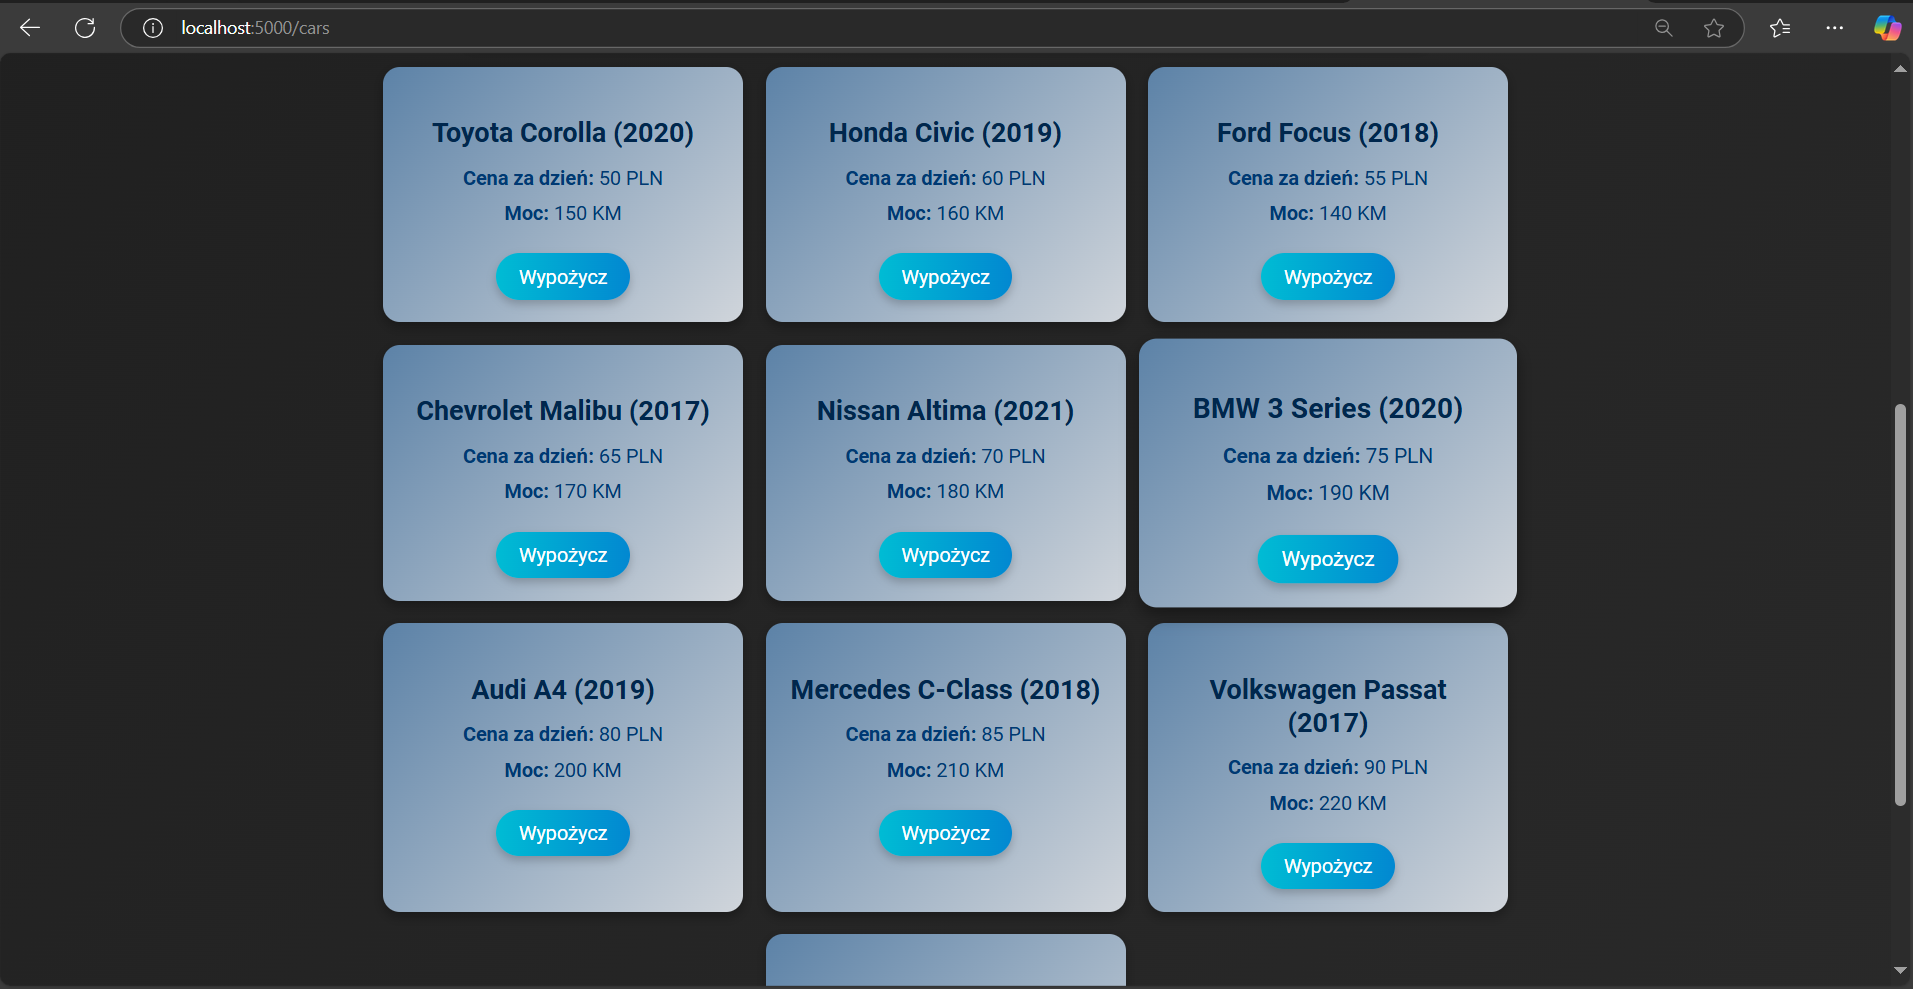 localhost:5000/cars
Toyota Corolla (2020)
Cena za dzień: 50 PLN
Moc: 150 KM
Wypożycz
Honda Civic (2019)
Cena za dzień: 60 PLN
Moc: 160 KM
Wypożycz
Ford Focus (2018)
Cena za dzień: 55 PLN
Moc: 140 KM
Wypożycz
Chevrolet Malibu (2017)
Cena za dzień: 65 PLN
Moc: 170 KM
Wypożycz
Nissan Altima (2021)
Cena za dzień: 70 PLN
Moc: 180 KM
Wypożycz
BMW 3 Series (2020)
Cena za dzień: 75 PLN
Moc: 190 KM
Wypożycz
Audi A4 (2019)
Cena za dzień: 80 PLN
Moc: 200 KM
Wypożycz
Mercedes C-Class (2018)
Cena za dzień: 85 PLN
Moc: 210 KM
Wypożycz
Volkswagen Passat
(2017)
Cena za dzień: 90 PLN
Moc: 220 KM
Wypożycz